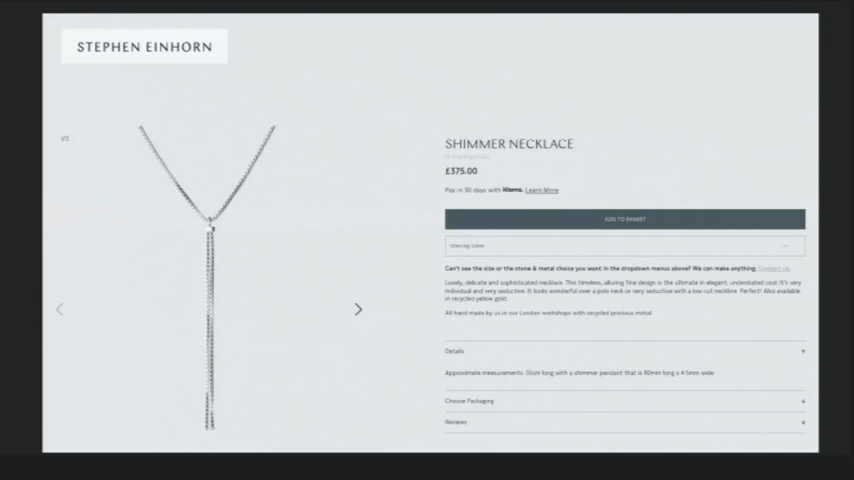 STEPHEN EINHORN
1/2
SHIMMER NECKLACE
£375.00
Pay in 30 days with Klarna. Learn More
ADD TO BASKET
Sterling Silver
Can't see the size or the stone & metal choice you want in the dropdown menus above? We can make anything. Contact us.
Lovely, delicate and sophisticated necklace. This timeless, alluring fine design is the ultimate in elegant, understated cool. It's very
individual and very seductive. It looks wonderful over a polo neck or very seductive with a low cut neckline. Perfect! Also available
in recycled yellow gold.
All hand made by us in our London workshops with recycled precious metal.
Details
Approximate measurements: 50cm long with a shimmer pendant that is 80mm long x 4.5mm wide
Choose Packaging
Reviews